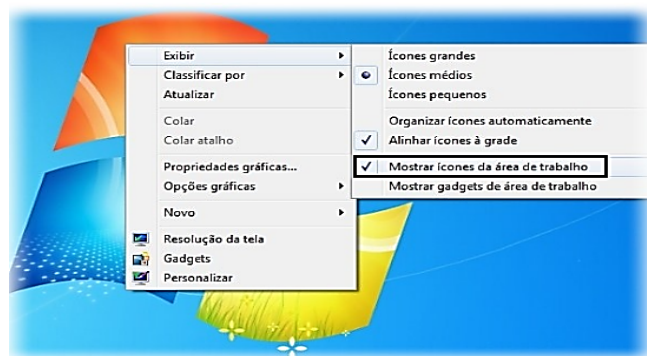 Exibir
Classificar por
Atualizar
Colar
Colar atalho
Propriedades gráficas...
Opções gráficas
Novo
Resolução da tela
Gadgets
Personalizar
Ícones grandes
Ícones médios
Ícones pequenos
Organizar ícones automaticamente
Alinhar ícones à grade
Mostrar ícones da área de trabalho
Mostrar gadgets de área de trabalho